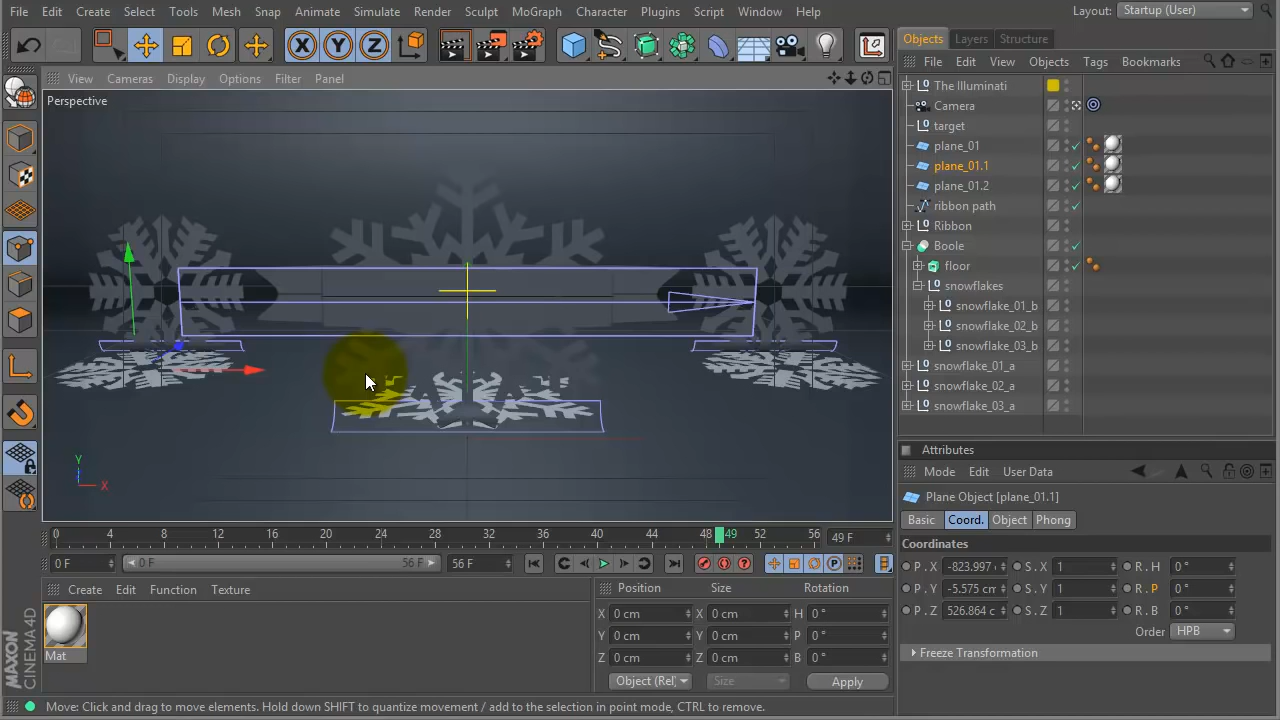 File Edit Create Select Tools Mesh Snap Animate Simulate Render Sculpt MoGraph Character Plugins Script Window Help Layout: Startup (User)
X Y Z
Objects Layers Structure
View Cameras Display Options Filter Panel
File Edit View Objects Tags Bookmarks
Perspective
The Illuminati
Camera
target
plane_01
plane_01.1
plane_01.2
ribbon path
Ribbon
Boole
floor
snowflakes
snowflake_01_b
snowflake_02_b
snowflake_03_b
snowflake_01_a
snowflake_02_a
snowflake_03_a
Y
X
Attributes
Mode Edit User Data
Plane Object [plane_01.1]
Basic Coord. Object Phong
Coordinates
P . X -823.997 S . X 1 R . H 0 °
P . Y -5.575 cm S . Y 1 R . P 0 °
P . Z 526.864 c S . Z 1 R . B 0 °
Order HPB
Freeze Transformation
0 4 8 12 16 20 24 28 32 36 40 44 48 49 52 56 49 F
0 F 0 F 56 F 56 F
Create Edit Function Texture
Mat
Position Size Rotation
X 0 cm X 0 cm H 0 °
Y 0 cm Y 0 cm P 0 °
Z 0 cm Z 0 cm B 0 °
Object (Rel) Size Apply
MAXON
CINEMA 4D
Move: Click and drag to move elements. Hold down SHIFT to quantize movement / add to the selection in point mode, CTRL to remove.